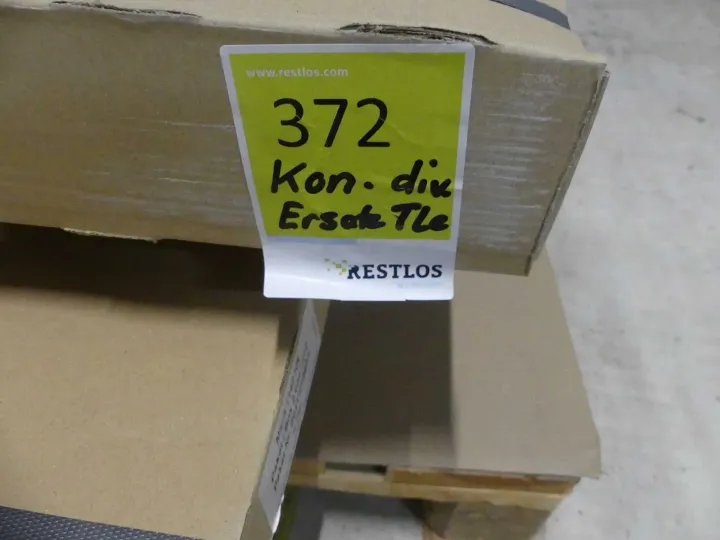 www.restlos.com
372
Kon. div
Ersatz Tle
RESTLOS